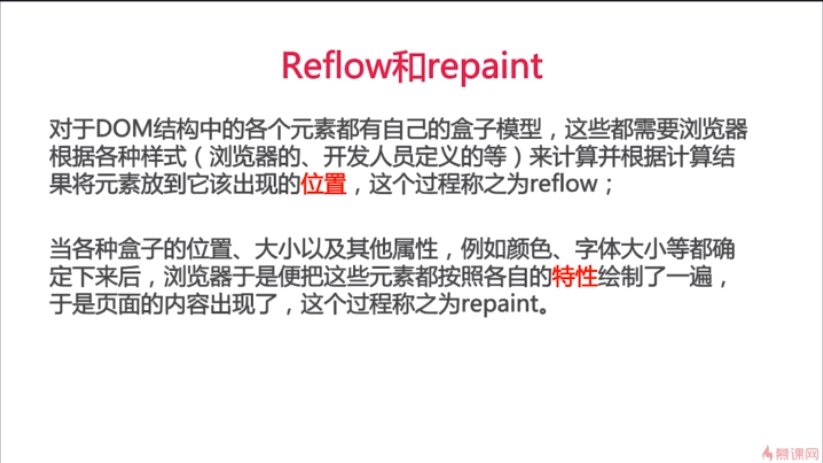 Reflow和repaint
对于DOM结构中的各个元素都有自己的盒子模型，这些都需要浏览器
根据各种样式（浏览器的、开发人员定义的等）来计算并根据计算结
果将元素放到它该出现的位置，这个过程称之为reflow；
当各种盒子的位置、大小以及其他属性，例如颜色、字体大小等都确
定下来后，浏览器于是便把这些元素都按照各自的特性绘制了一遍，
于是页面的内容出现了，这个过程称之为repaint。
慕课网